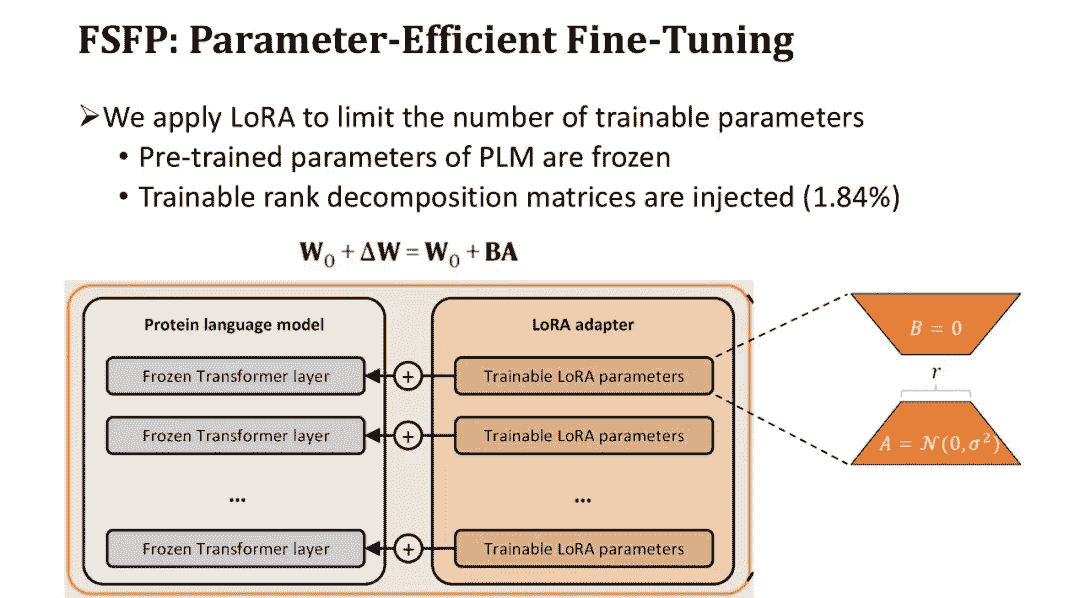 FSFP: Parameter-Efficient Fine-Tuning
➢We apply LoRA to limit the number of trainable parameters
• Pre-trained parameters of PLM are frozen
• Trainable rank decomposition matrices are injected (1.84%)
W₀ + ΔW = W₀ + BA
Protein language model
LoRA adapter
Frozen Transformer layer
+
Trainable LoRA parameters
Frozen Transformer layer
+
Trainable LoRA parameters
...
...
Frozen Transformer layer
+
Trainable LoRA parameters
B = 0
r
A = 𝒩(0, σ²)